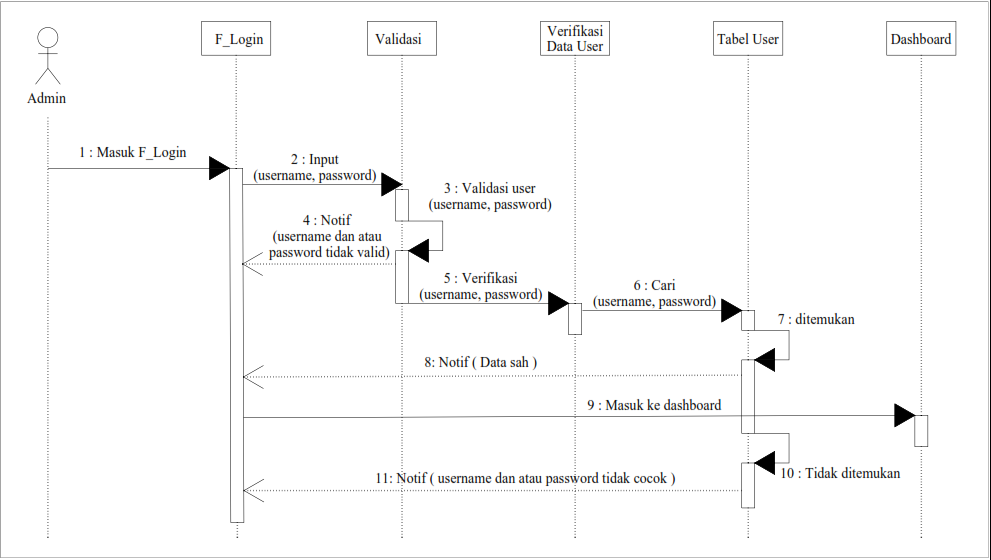 F_Login
Validasi
Verifikasi
Data User
Tabel User
Dashboard
Admin
1 : Masuk F_Login
2 : Input
(username, password)
3 : Validasi user
(username, password)
4 : Notif
(username dan atau
password tidak valid)
5 : Verifikasi
(username, password)
6 : Cari
(username, password)
7 : ditemukan
8: Notif ( Data sah )
9 : Masuk ke dashboard
10 : Tidak ditemukan
11: Notif ( username dan atau password tidak cocok )